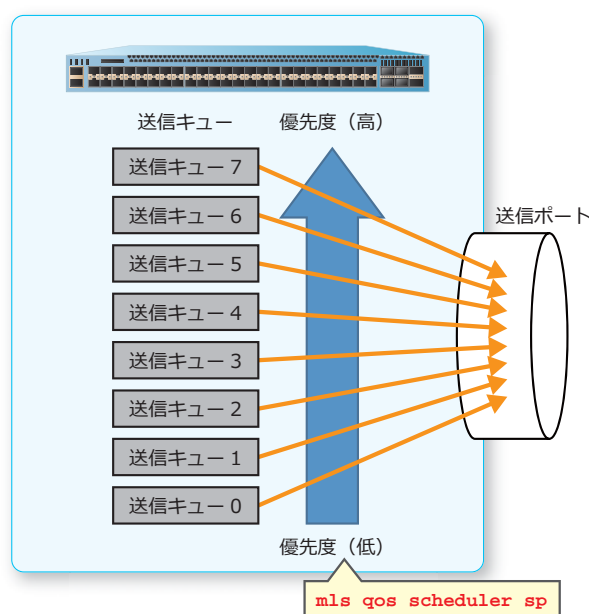 送信キュー
優先度（高）
送信キュー 7
送信キュー 6
送信ポート
送信キュー 5
送信キュー 4
送信キュー 3
送信キュー 2
送信キュー 1
送信キュー 0
優先度（低）
mls qos scheduler sp